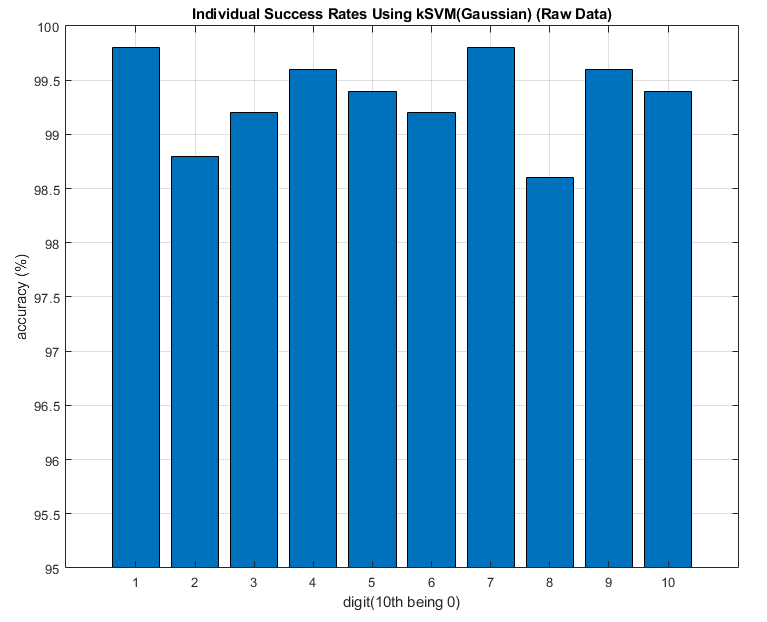 Individual Success Rates Using kSVM(Gaussian) (Raw Data)
100
99.5
99
98.5
98
97.5
97
96.5
96
95.5
95
accuracy (%)
1 2 3 4 5 6 7 8 9 10
digit(10th being 0)